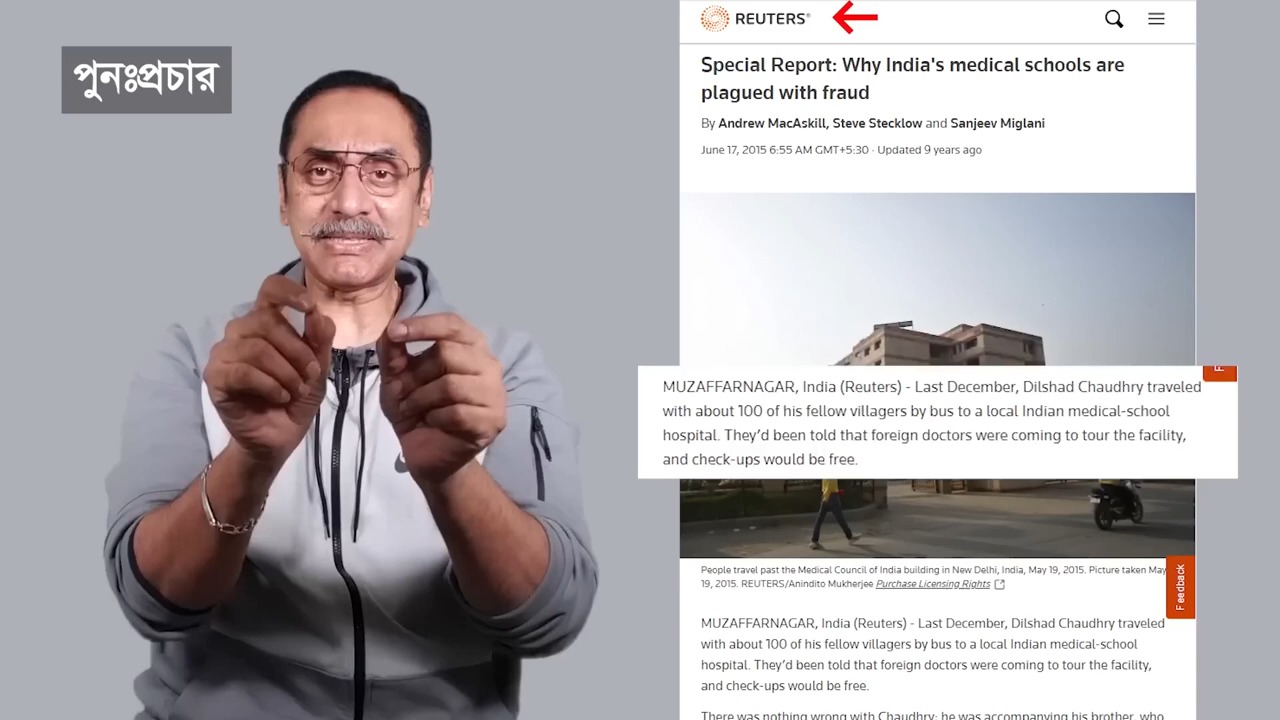 পুনঃপ্রচার
REUTERS®
Special Report: Why India's medical schools are
plagued with fraud
By Andrew MacAskill, Steve Stecklow and Sanjeev Miglani
June 17, 2015 6:55 AM GMT+5:30 · Updated 9 years ago
MUZAFFARNAGAR, India (Reuters) - Last December, Dilshad Chaudhry traveled
with about 100 of his fellow villagers by bus to a local Indian medical-school
hospital. They’d been told that foreign doctors were coming to tour the facility,
and check-ups would be free.
People travel past the Medical Council of India building in New Delhi, India, May 19, 2015. Picture taken May
19, 2015. REUTERS/Anindito Mukherjee Purchase Licensing Rights
Feedback
MUZAFFARNAGAR, India (Reuters) - Last December, Dilshad Chaudhry traveled
with about 100 of his fellow villagers by bus to a local Indian medical-school
hospital. They'd been told that foreign doctors were coming to tour the facility,
and check-ups would be free.
There was nothing wrong with Chaudhry; he was accompanying his brother, who